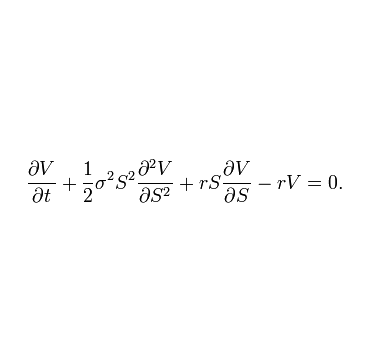 ∂V/∂t + 1/2 σ²S² ∂²V/∂S² + rS ∂V/∂S − rV = 0.